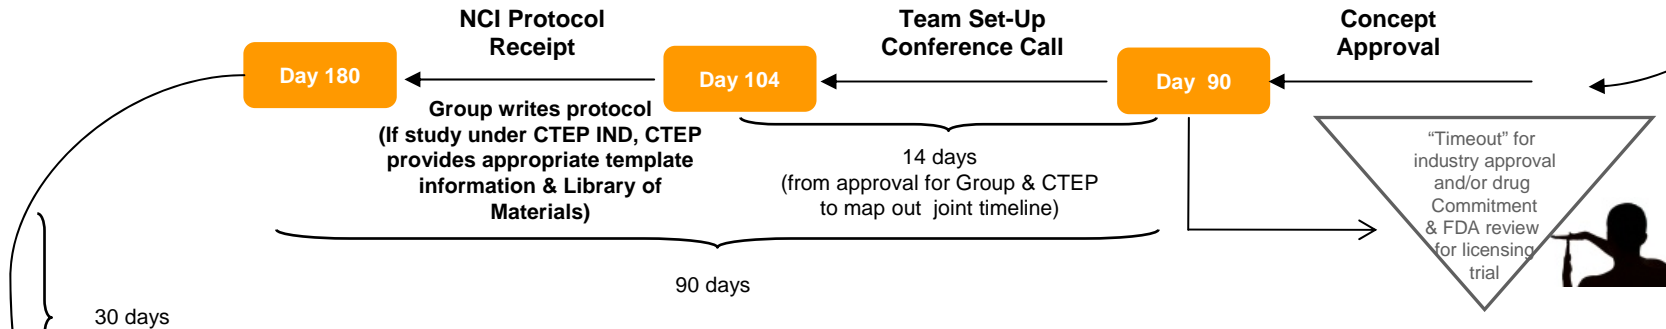 NCI Protocol
Receipt
Team Set-Up
Conference Call
Concept
Approval
Day 180
Day 104
Day 90
Group writes protocol
(If study under CTEP IND, CTEP
provides appropriate template
information & Library of
Materials)
14 days
(from approval for Group & CTEP
to map out joint timeline)
“Timeout” for
industry approval
and/or drug
Commitment
& FDA review
for licensing
trial
90 days
30 days